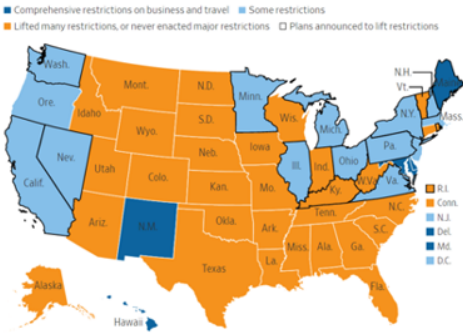 Comprehensive restrictions on business and travel Some restrictions
Lifted many restrictions, or never enacted major restrictions Plans announced to lift restrictions
N.H.
Wash.
Vt.
Mont.
N.D.
Minn.
Mass.
Ore.
Idaho
S.D.
Wis.
Mich.
N.Y.
Wyo.
Iowa
Neb.
Pa.
Nev.
Ill.
Ind.
Ohio
Utah
Colo.
Kan.
Mo.
Ky.
W.Va
Va.
R.I.
Calif.
Conn.
N.C.
N.J.
Tenn.
Ariz.
N.M.
Okla.
Ark.
S.C.
Del.
Md.
Miss.
Ala.
Ga.
D.C.
Texas
La.
Alaska
Fla.
Hawaii